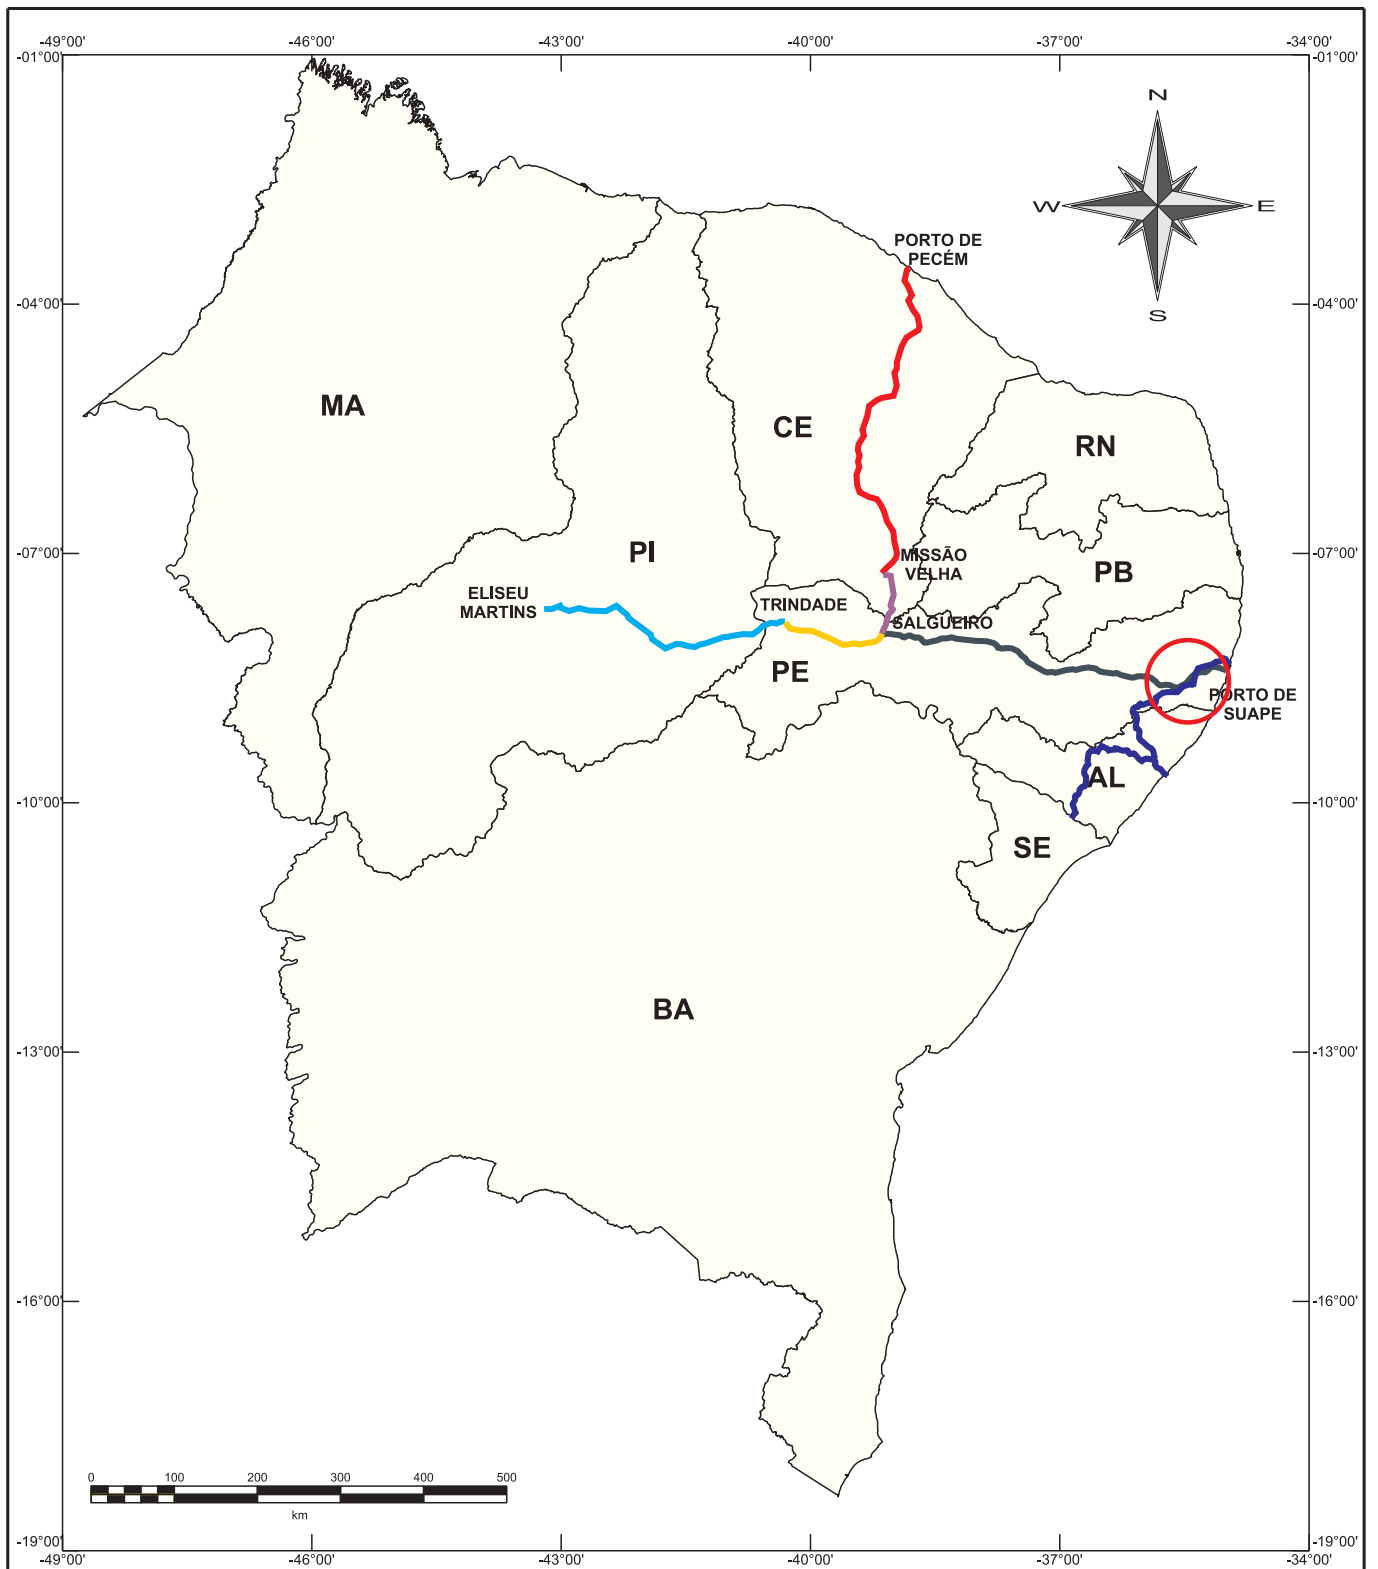 -49°00'
-46°00'
-43°00'
-40°00'
-37°00'
-34°00'
-01°00'
-01°00'
N
W
E
S
PORTO DE
PECÉM
-04°00'
-04°00'
MA
CE
RN
-07°00'
-07°00'
PI
MISSÃO
VELHA
PB
ELISEU
MARTINS
TRINDADE
SALGUEIRO
PE
PORTO DE
SUAPE
AL
-10°00'
-10°00'
SE
BA
-13°00'
-13°00'
-16°00'
-16°00'
0
100
200
300
400
500
km
-19°00'
-19°00'
-49°00'
-46°00'
-43°00'
-40°00'
-37°00'
-34°00'